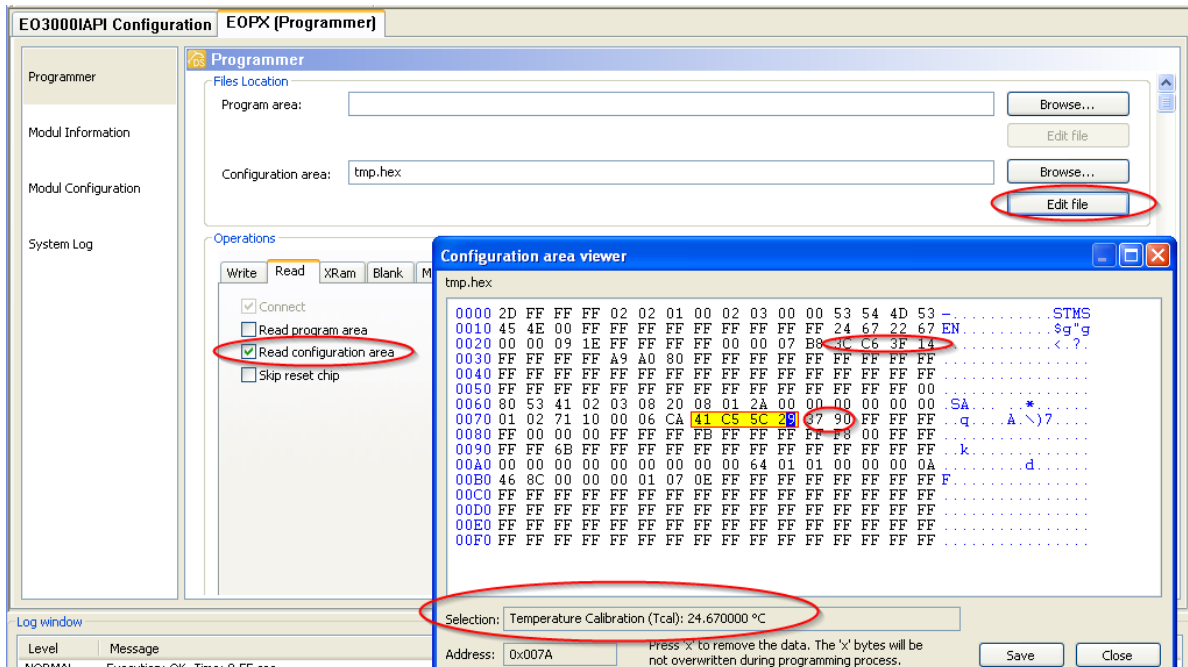 EO3000IAPI Configuration EOPX (Programmer)
Programmer
Modul Information
Modul Configuration
System Log
Programmer
Files Location
Program area: Browse...
Edit file
Configuration area: tmp.hex Browse...
Edit file
Operations
Write Read XRam Blank M
Connect
Read program area
Read configuration area
Skip reset chip
Configuration area viewer
tmp.hex
0000 2D FF FF FF 02 02 01 00 02 03 00 00 53 54 4D 53 -...........STMS
0010 45 4E 00 FF FF FF FF FF FF FF FF FF 24 67 22 67 EN..........$g"g
0020 00 00 09 1E FF FF FF FF 00 00 07 B8 3C C6 3F 14 ............<.?.
0030 FF FF FF FF A9 A0 80 FF FF FF FF FF FF FF FF FF ................
0040 FF FF FF FF FF FF FF FF FF FF FF FF FF FF FF FF ................
0050 FF FF FF FF FF FF FF FF FF FF FF FF FF FF FF 00 ................
0060 80 53 41 02 03 08 20 08 01 2A 00 00 00 00 00 00 .SA...... *......
0070 01 02 71 10 00 06 CA 41 C5 5C 29 37 90 FF FF FF ..q....A.\)7....
0080 FF 00 00 00 FF FF FF FF FB FF FF FF FF F8 00 FF FF ................
0090 FF FF 6B FF FF FF FF FF FF FF FF FF FF FF FF FF ..k.............
00A0 00 00 00 00 00 00 00 00 00 64 01 01 00 00 00 0A .........d......
00B0 46 8C 00 00 00 01 07 0E FF FF FF FF FF FF FF FF F...............
00C0 FF FF FF FF FF FF FF FF FF FF FF FF FF FF FF FF ................
00D0 FF FF FF FF FF FF FF FF FF FF FF FF FF FF FF FF ................
00E0 FF FF FF FF FF FF FF FF FF FF FF FF FF FF FF FF ................
00F0 FF FF FF FF FF FF FF FF FF FF FF FF FF FF FF FF ................
Selection: Temperature Calibration (Tcal): 24.670000 °C
Address: 0x007A
Press 'x' to remove the data. The 'x' bytes will be
not overwritten during programming process.
Save Close
Log window
Level Message